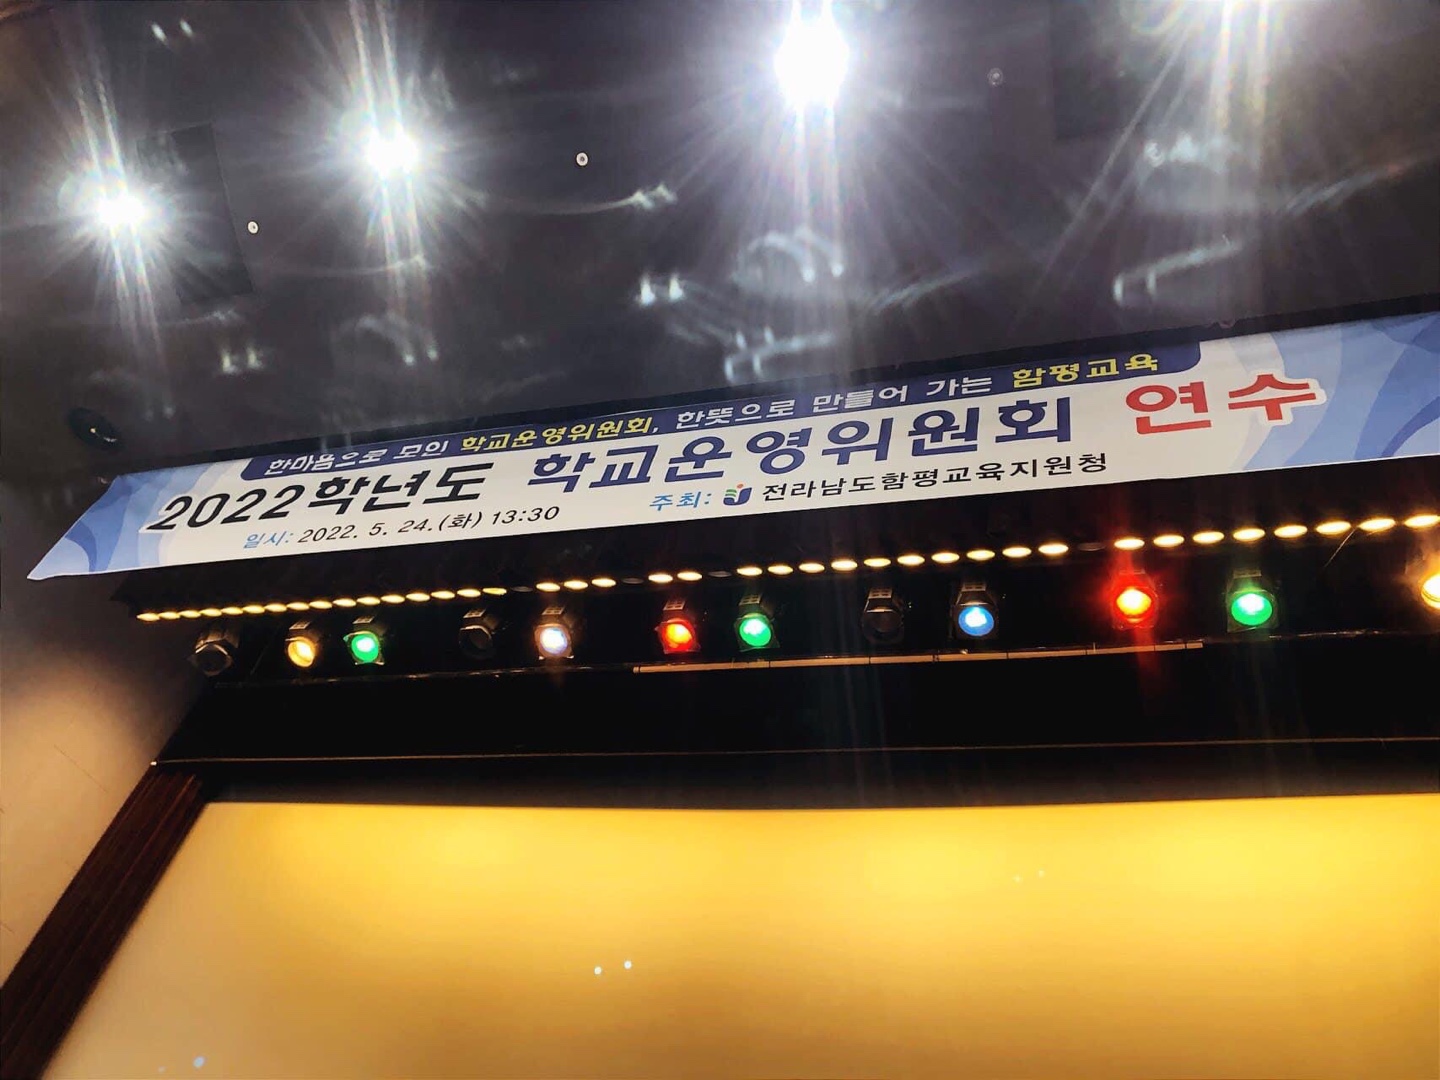 한마음으로 모인 학교운영위원회, 한뜻으로 만들어 가는 함평교육
2022학년도 학교운영위원회 연수
일시: 2022. 5. 24.(화) 13:30
주최: 전라남도함평교육지원청